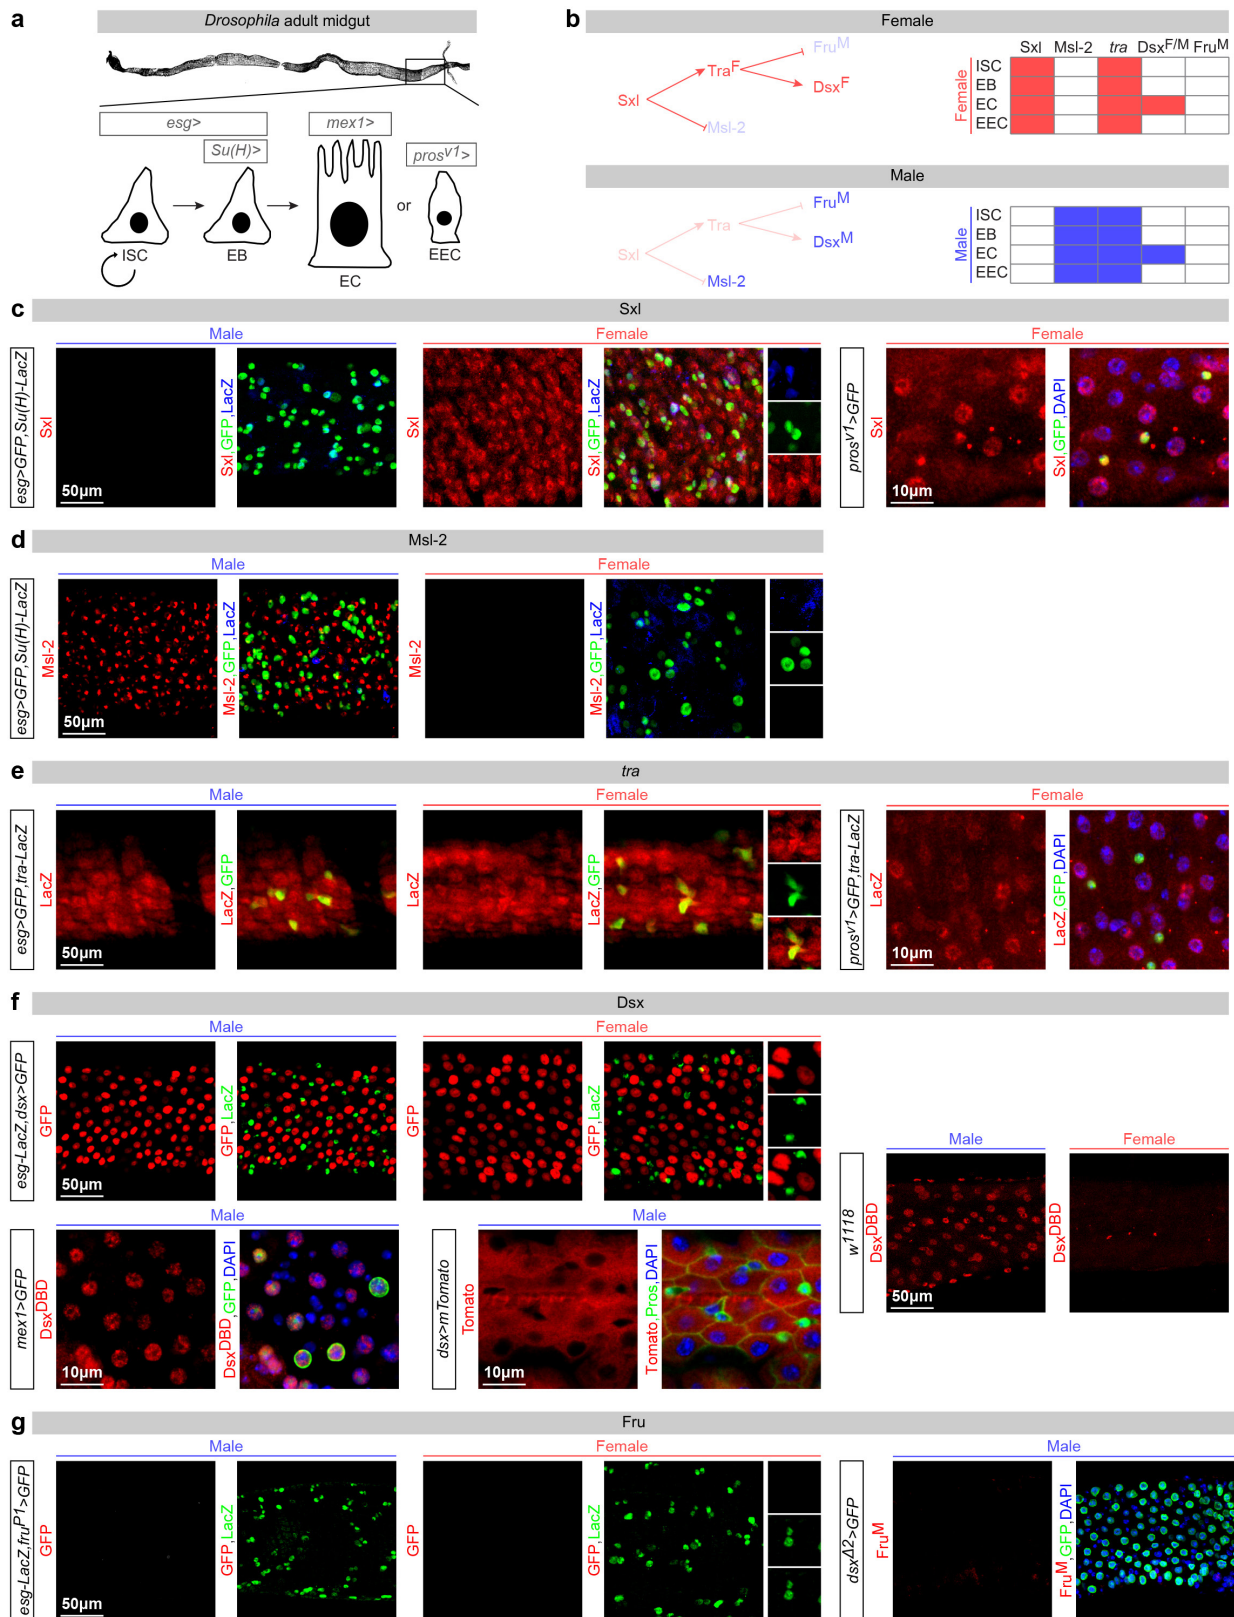 a
Drosophila adult midgut
esg>
mex1>
Su(H)>
prosv1>
or
ISC
EB
EEC
EC
b
Female
FruM
TraF
DsxF
Sxl
Msl-2
Sxl Msl-2 tra DsxF/M FruM
Female
ISC
EB
EC
EEC
Male
FruM
Tra
DsxM
Sxl
Msl-2
Male
ISC
EB
EC
EEC
c
Sxl
Male
Female
esg>GFP,Su(H)-LacZ
Sxl
50µm
Sxl,GFP,LacZ
Sxl
Sxl,GFP,LacZ
prosv1>GFP
Sxl
10µm
Sxl,GFP,DAPI
d
Msl-2
Male
Female
esg>GFP,Su(H)-LacZ
Msl-2
50µm
Msl-2,GFP,LacZ
Msl-2
Msl-2,GFP,LacZ
e
tra
Male
Female
Female
esg>GFP,tra-LacZ
LacZ
50µm
LacZ,GFP
LacZ
LacZ,GFP
prosv1>GFP,tra-LacZ
LacZ
10µm
LacZ,GFP,DAPI
f
Dsx
Male
Female
esg-LacZ,dsx>GFP
GFP
50µm
GFP,LacZ
GFP
GFP,LacZ
Male
Female
w1118
DsxDBD
50µm
DsxDBD
Male
Male
mex1>GFP
DsxDBD
10µm
DsxDBD,GFP,DAPI
dsx>mTomato
Tomato
10µm
Tomato,Pros,DAPI
g
Fru
Male
Female
Male
esg-LacZ,fruP1>GFP
GFP
50µm
GFP,LacZ
GFP
GFP,LacZ
dsxΔ2>GFP
FruM
FruM,GFP,DAPI